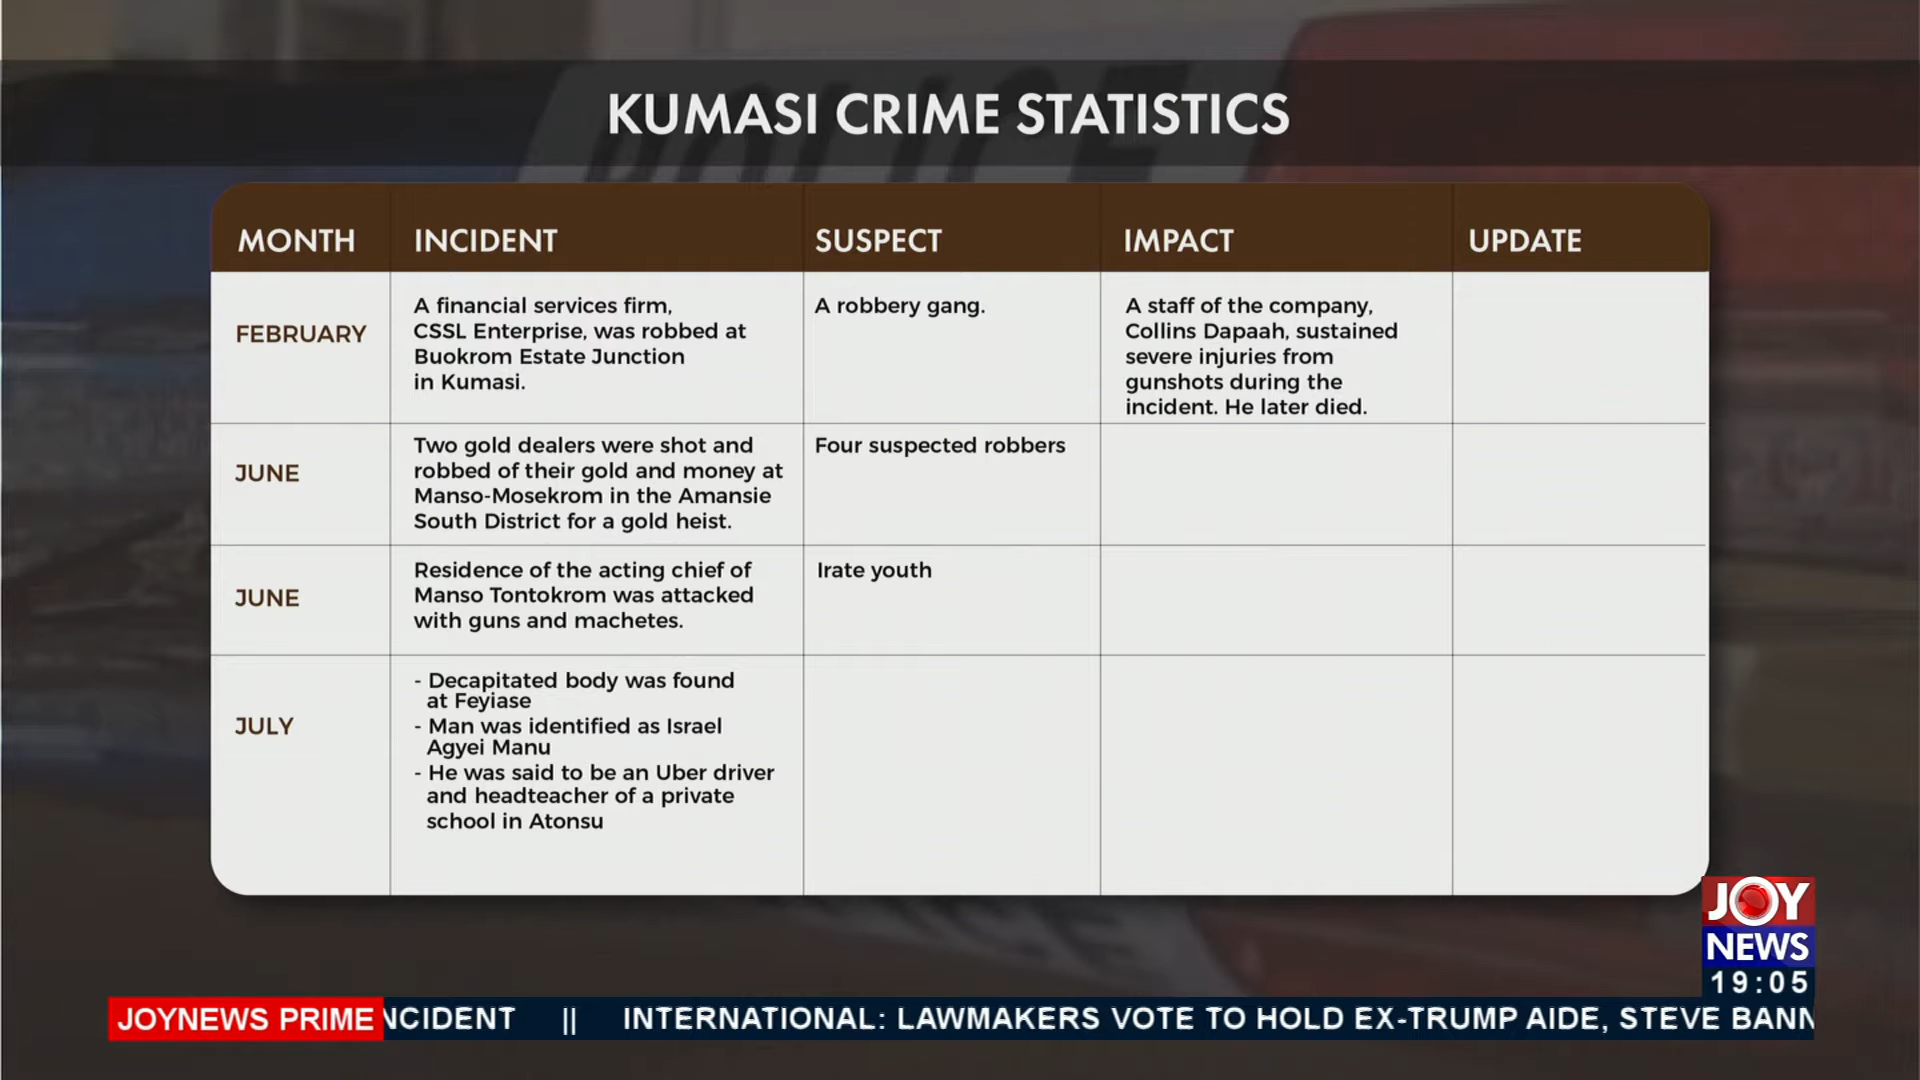 KUMASI CRIME STATISTICS
MONTH
INCIDENT
SUSPECT
IMPACT
UPDATE
FEBRUARY
A financial services firm,
CSSL Enterprise, was robbed at
Buokrom Estate Junction
in Kumasi.
A robbery gang.
A staff of the company,
Collins Dapaah, sustained
severe injuries from
gunshots during the
incident. He later died.
JUNE
Two gold dealers were shot and
robbed of their gold and money at
Manso-Mosekrom in the Amansie
South District for a gold heist.
Four suspected robbers
JUNE
Residence of the acting chief of
Manso Tontokrom was attacked
with guns and machetes.
Irate youth
JULY
- Decapitated body was found
at Feyiase
- Man was identified as Israel
Agyei Manu
- He was said to be an Uber driver
and headteacher of a private
school in Atonsu
JOY
NEWS
19:05
JOYNEWS PRIME
NCIDENT || INTERNATIONAL: LAWMAKERS VOTE TO HOLD EX-TRUMP AIDE, STEVE BANN